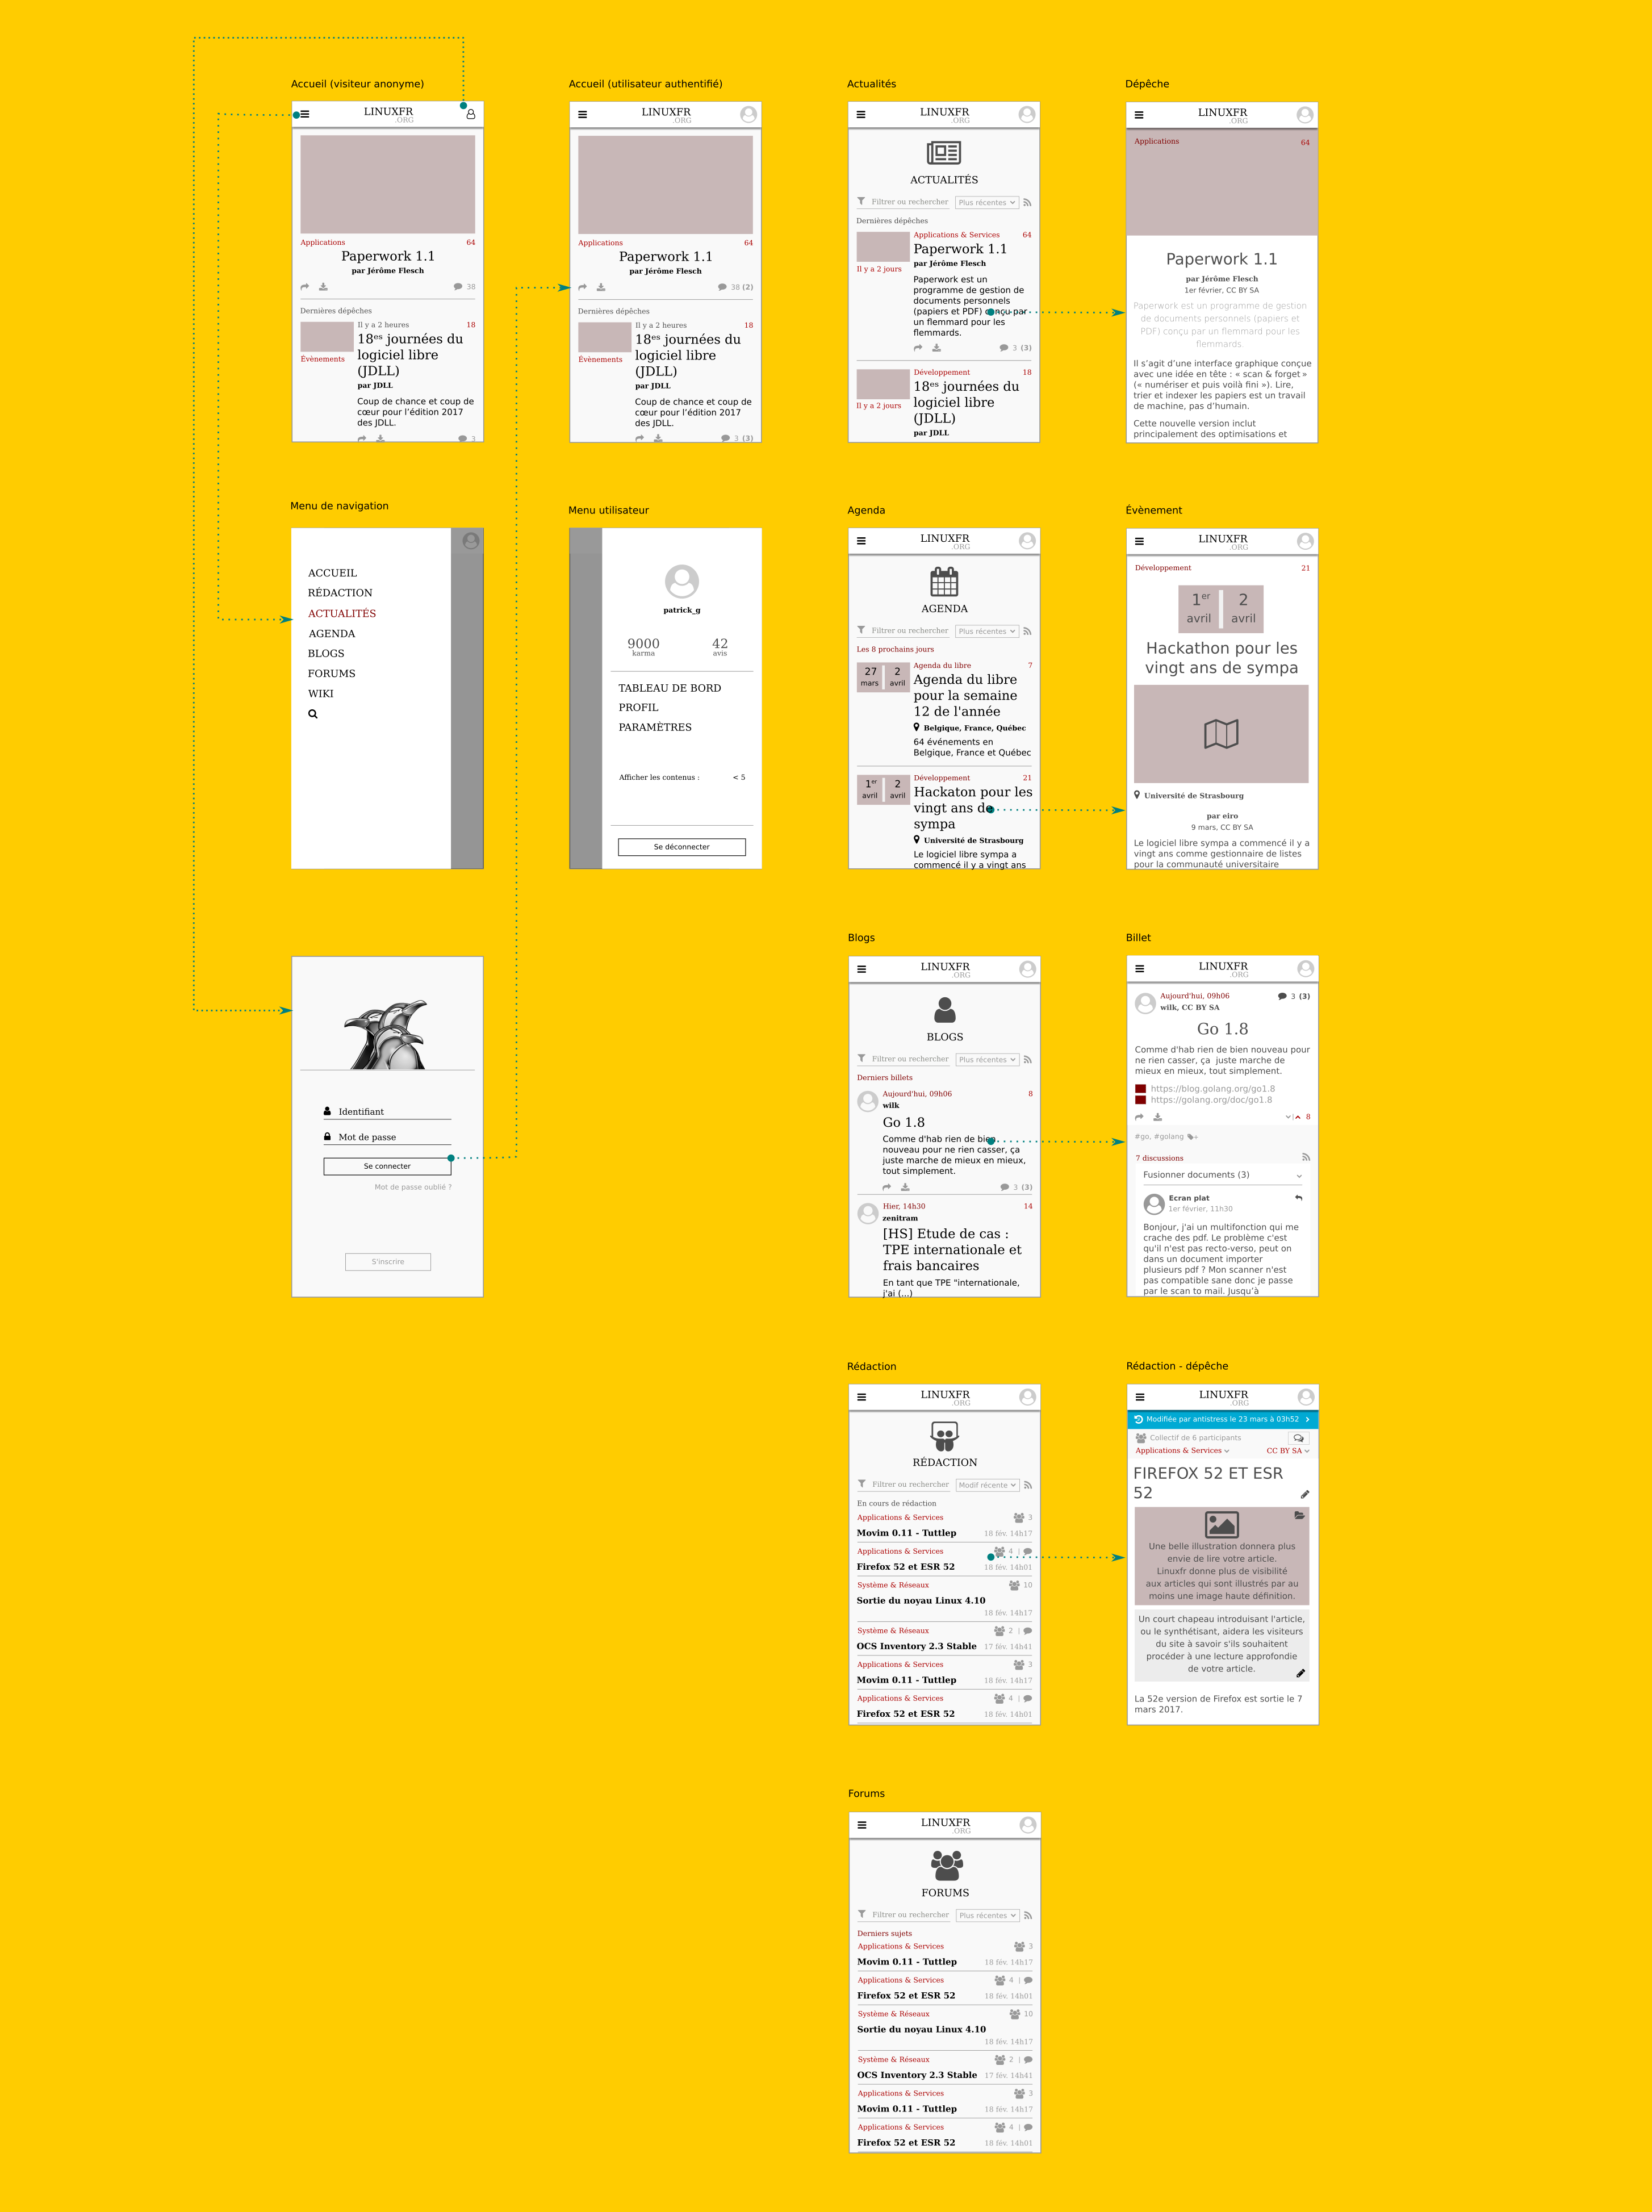 Accueil (visiteur anonyme)
LINUXFR
.ORG
Applications 64
Paperwork 1.1
par Jérôme Flesch
38
Dernières dépêches
Il y a 2 heures 18
18es journées du
logiciel libre
(JDLL)
Évènements
par JDLL
Coup de chance et coup de
cœur pour l'édition 2017
des JDLL.
3
Accueil (utilisateur authentifié)
LINUXFR
.ORG
Applications 64
Paperwork 1.1
par Jérôme Flesch
38 (2)
Dernières dépêches
Il y a 2 heures 18
18es journées du
logiciel libre
(JDLL)
Évènements
par JDLL
Coup de chance et coup de
cœur pour l'édition 2017
des JDLL.
3 (3)
Actualités
LINUXFR
.ORG
ACTUALITÉS
Filtrer ou rechercher Plus récentes
Dernières dépêches
Applications & Services 64
Paperwork 1.1
par Jérôme Flesch
Il y a 2 jours
Paperwork est un
programme de gestion de
documents personnels
(papiers et PDF) conçu par
un flemmard pour les
flemmards.
3 (3)
Développement 18
18es journées du
logiciel libre
(JDLL)
Il y a 2 jours
par JDLL
Dépêche
LINUXFR
.ORG
Applications 64
Paperwork 1.1
par Jérôme Flesch
1er février, CC BY SA
Paperwork est un programme de gestion
de documents personnels (papiers et
PDF) conçu par un flemmard pour les
flemmards.
Il s’agit d’une interface graphique conçue
avec une idée en tête : « scan & forget »
(« numériser et puis voilà fini »). Lire,
trier et indexer les papiers est un travail
de machine, pas d’humain.
Cette nouvelle version inclut
principalement des optimisations et
Menu de navigation
ACCUEIL
RÉDACTION
ACTUALITÉS
AGENDA
BLOGS
FORUMS
WIKI
Menu utilisateur
patrick_g
9000 42
karma avis
TABLEAU DE BORD
PROFIL
PARAMÈTRES
Afficher les contenus : < 5
Se déconnecter
Agenda
LINUXFR
.ORG
AGENDA
Filtrer ou rechercher Plus récentes
Les 8 prochains jours
Agenda du libre 7
27 2
mars avril
Agenda du libre
pour la semaine
12 de l'année
Belgique, France, Québec
64 événements en
Belgique, France et Québec
Développement 21
1er 2
avril avril
Hackaton pour les
vingt ans de
sympa
Université de Strasbourg
Le logiciel libre sympa a
commencé il y a vingt ans
Évènement
LINUXFR
.ORG
Développement 21
1er 2
avril avril
Hackathon pour les
vingt ans de sympa
Université de Strasbourg
par eiro
9 mars, CC BY SA
Le logiciel libre sympa a commencé il y a
vingt ans comme gestionnaire de listes
pour la communauté universitaire
Identifiant
Mot de passe
Se connecter
Mot de passe oublié ?
S'inscrire
Blogs
LINUXFR
.ORG
BLOGS
Filtrer ou rechercher Plus récentes
Derniers billets
Aujourd'hui, 09h06 8
wilk
Go 1.8
Comme d'hab rien de bien
nouveau pour ne rien casser, ça
juste marche de mieux en mieux,
tout simplement.
3 (3)
Hier, 14h30 14
zenitram
[HS] Etude de cas :
TPE internationale et
frais bancaires
En tant que TPE "internationale,
j'ai (...)
Billet
LINUXFR
.ORG
Aujourd'hui, 09h06 3 (3)
wilk, CC BY SA
Go 1.8
Comme d'hab rien de bien nouveau pour
ne rien casser, ça juste marche de
mieux en mieux, tout simplement.
https://blog.golang.org/go1.8
https://golang.org/doc/go1.8
| 8
#go, #golang +
7 discussions
Fusionner documents (3)
Ecran plat
1er février, 11h30
Bonjour, j'ai un multifonction qui me
crache des pdf. Le problème c'est
qu'il n'est pas recto-verso, peut on
dans un document importer
plusieurs pdf ? Mon scanner n'est
pas compatible sane donc je passe
par le scan to mail. Jusqu'à
Rédaction
LINUXFR
.ORG
RÉDACTION
Filtrer ou rechercher Modif récente
En cours de rédaction
Applications & Services 3
Movim 0.11 - Tuttlep 18 fév. 14h17
Applications & Services 4 |
Firefox 52 et ESR 52 18 fév. 14h01
Système & Réseaux 10
Sortie du noyau Linux 4.10
18 fév. 14h17
Système & Réseaux 2 |
OCS Inventory 2.3 Stable 17 fév. 14h41
Applications & Services 3
Movim 0.11 - Tuttlep 18 fév. 14h17
Applications & Services 4 |
Firefox 52 et ESR 52 18 fév. 14h01
Rédaction - dépêche
LINUXFR
.ORG
Modifiée par antistress le 23 mars à 03h52
Collectif de 6 participants
Applications & Services CC BY SA
FIREFOX 52 ET ESR
52
Une belle illustration donnera plus
envie de lire votre article.
Linuxfr donne plus de visibilité
aux articles qui sont illustrés par au
moins une image haute définition.
Un court chapeau introduisant l'article,
ou le synthétisant, aidera les visiteurs
du site à savoir s'ils souhaitent
procéder à une lecture approfondie
de votre article.
La 52e version de Firefox est sortie le 7
mars 2017.
Forums
LINUXFR
.ORG
FORUMS
Filtrer ou rechercher Plus récentes
Derniers sujets
Applications & Services 3
Movim 0.11 - Tuttlep 18 fév. 14h17
Applications & Services 4 |
Firefox 52 et ESR 52 18 fév. 14h01
Système & Réseaux 10
Sortie du noyau Linux 4.10
18 fév. 14h17
Système & Réseaux 2 |
OCS Inventory 2.3 Stable 17 fév. 14h41
Applications & Services 3
Movim 0.11 - Tuttlep 18 fév. 14h17
Applications & Services 4 |
Firefox 52 et ESR 52 18 fév. 14h01